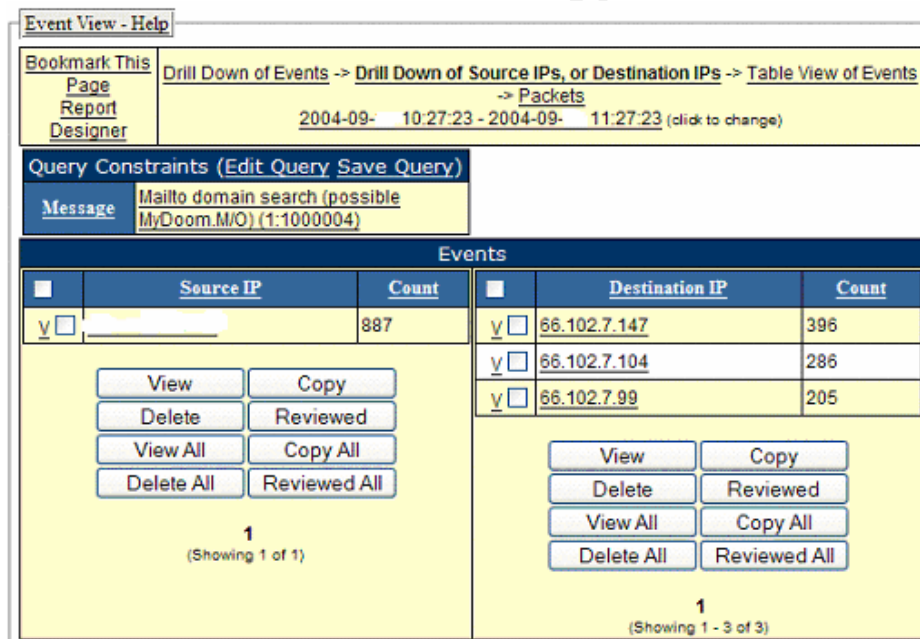 Event View - Help
Bookmark This
Page
Report
Designer
Drill Down of Events -> Drill Down of Source IPs, or Destination IPs -> Table View of Events
-> Packets
2004-09- 10:27:23 - 2004-09- 11:27:23 (click to change)
Query Constraints (Edit Query Save Query)
Message
Mailto domain search (possible
MyDoom.M/O) (1:1000004)
Events
Source IP Count
V 887
View Copy
Delete Reviewed
View All Copy All
Delete All Reviewed All
1
(Showing 1 of 1)
Destination IP Count
V 66.102.7.147 396
V 66.102.7.104 286
V 66.102.7.99 205
View Copy
Delete Reviewed
View All Copy All
Delete All Reviewed All
1
(Showing 1 - 3 of 3)